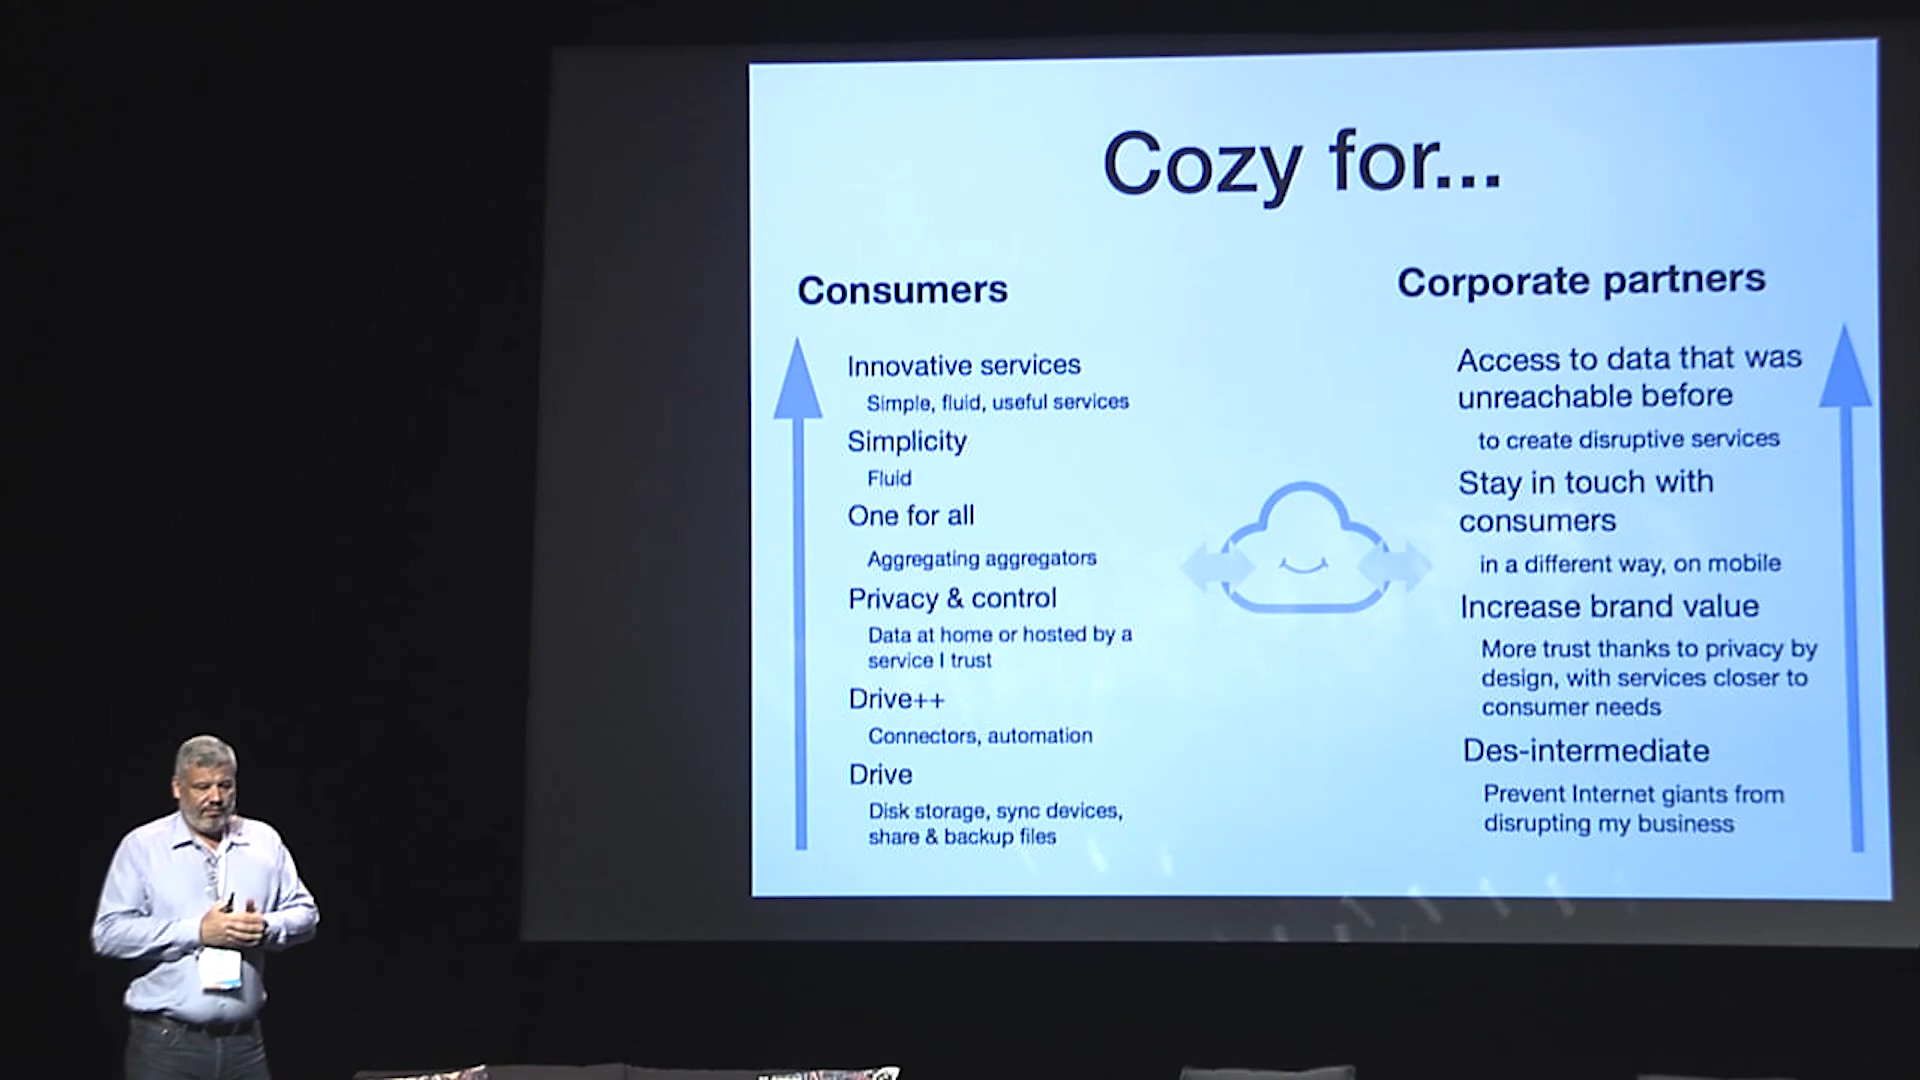 Cozy for...
Consumers
Innovative services
Simple, fluid, useful services
Simplicity
Fluid
One for all
Aggregating aggregators
Privacy & control
Data at home or hosted by a
service I trust
Drive++
Connectors, automation
Drive
Disk storage, sync devices,
share & backup files
Corporate partners
Access to data that was
unreachable before
to create disruptive services
Stay in touch with
consumers
in a different way, on mobile
Increase brand value
More trust thanks to privacy by
design, with services closer to
consumer needs
Des-intermediate
Prevent Internet giants from
disrupting my business